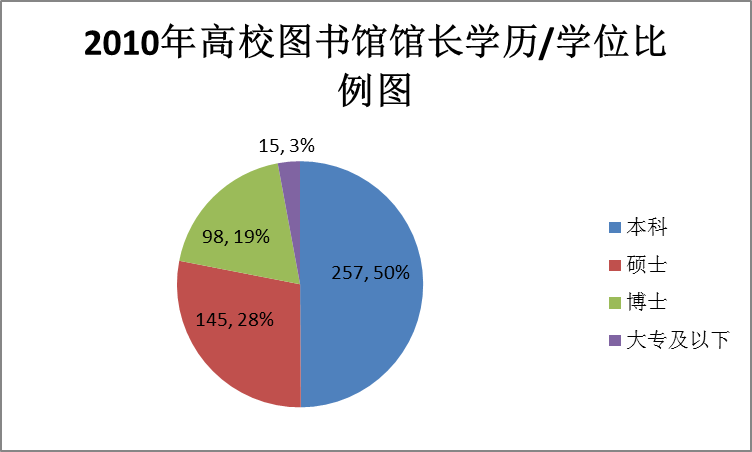 2010年高校图书馆馆长学历/学位比
例图
15, 3%
98, 19%
257, 50%
145, 28%
本科
硕士
博士
大专及以下